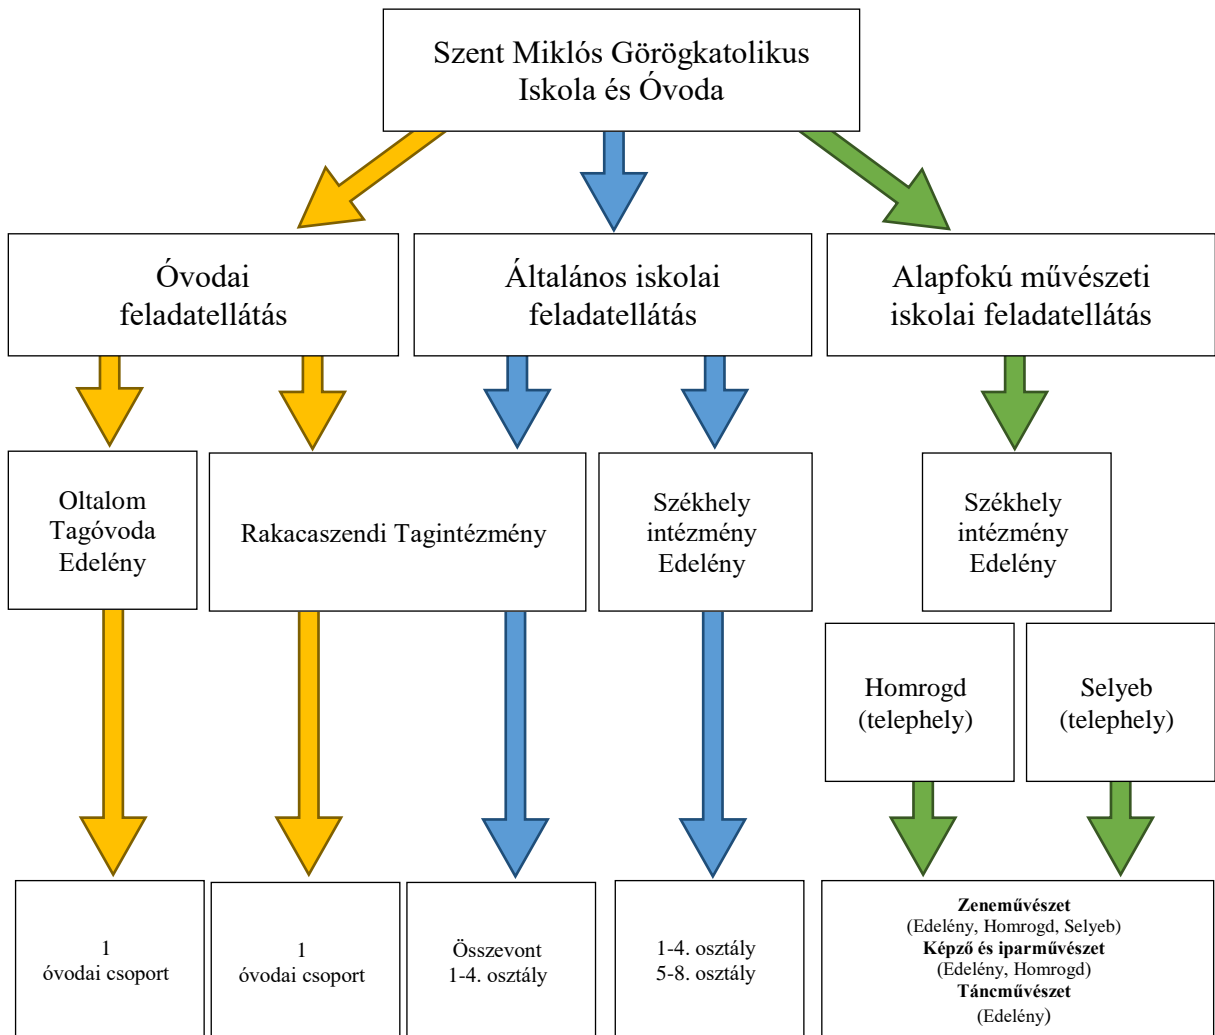 Szent Miklós Görögkatolikus
Iskola és Óvoda
Óvodai
feladatellátás
Általános iskolai
feladatellátás
Alapfokú művészeti
iskolai feladatellátás
Oltalom
Tagóvoda
Edelény
Rakacaszendi Tagintézmény
Székhely
intézmény
Edelény
Székhely
intézmény
Edelény
Homrogd
(telephely)
Selyeb
(telephely)
1
óvodai csoport
1
óvodai csoport
Összevont
1-4. osztály
1-4. osztály
5-8. osztály
Zeneművészet
(Edelény, Homrogd, Selyeb)
Képző és iparművészet
(Edelény, Homrogd)
Táncművészet
(Edelény)